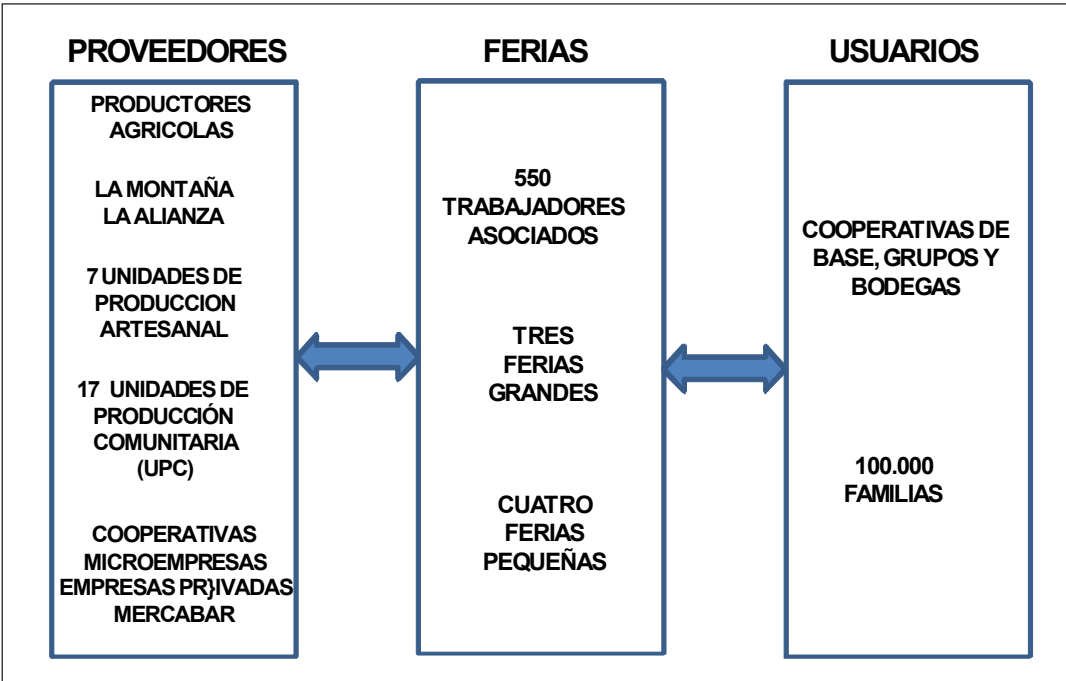 PROVEEDORES
PRODUCTORES
AGRICOLAS
LA MONTAÑA
LA ALIANZA
7 UNIDADES DE
PRODUCCION
ARTESANAL
17 UNIDADES DE
PRODUCCIÓN
COMUNITARIA
(UPC)
COOPERATIVAS
MICROEMPRESAS
EMPRESAS PR}IVADAS
MERCABAR
FERIAS
550
TRABAJADORES
ASOCIADOS
TRES
FERIAS
GRANDES
CUATRO
FERIAS
PEQUEÑAS
USUARIOS
COOPERATIVAS DE
BASE, GRUPOS Y
BODEGAS
100.000
FAMILIAS